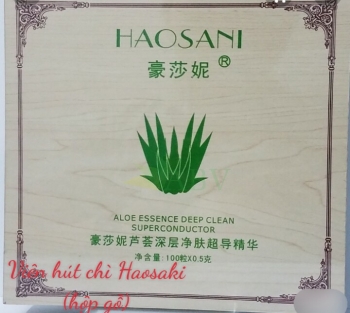 HAOSANI
豪莎妮®
ALOE ESSENCE DEEP CLEAN
SUPERCONDUCTOR
豪莎妮芦荟深层净肤超导精华
净含量: 100粒X0.5克
Viên hút chì Haosaki
(hộp gỗ)